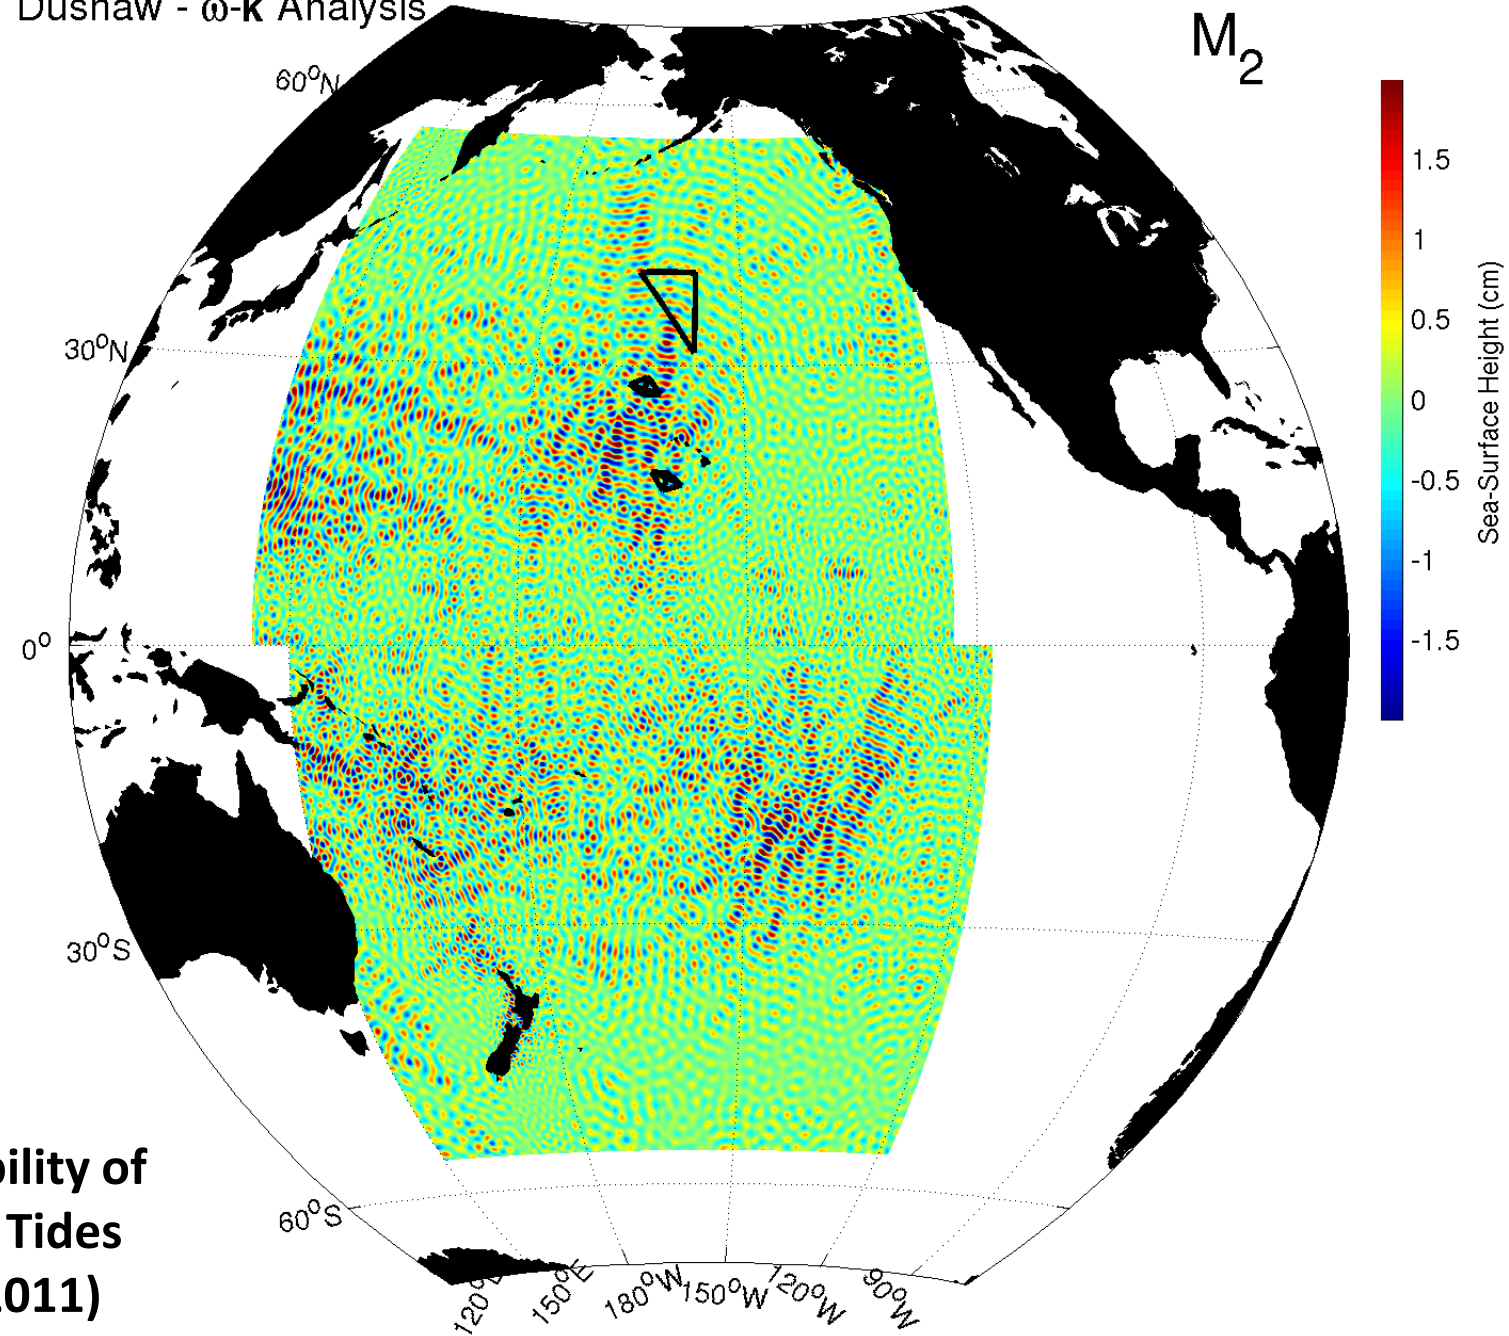 Dushaw - ω-k Analysis
M2
60°N
30°N
0°
30°S
60°S
120°E
150°E
180°W
150°W
120°W
90°W
1.5
1
0.5
0
-0.5
-1
-1.5
Sea-Surface Height (cm)
bility of
Tides
011)